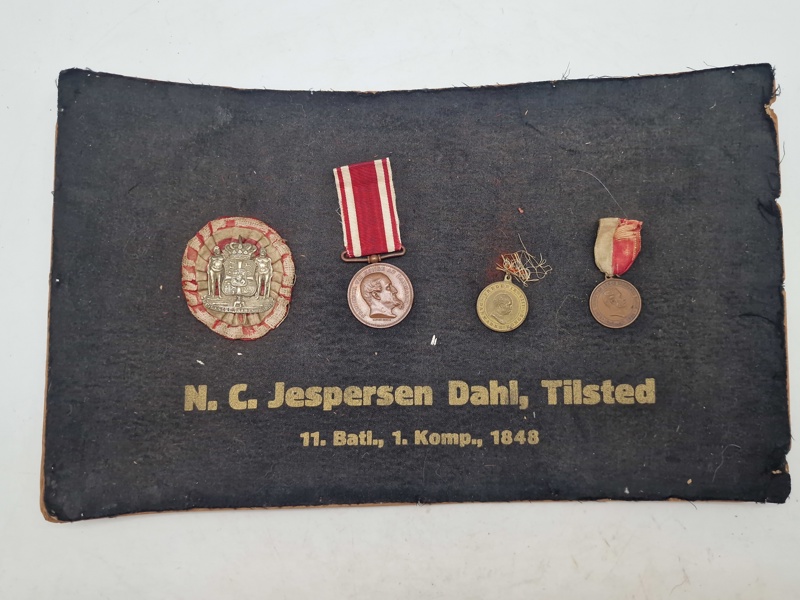 N. C. Jespersen Dahl, Tilsted
11. Batl., 1. Komp., 1848